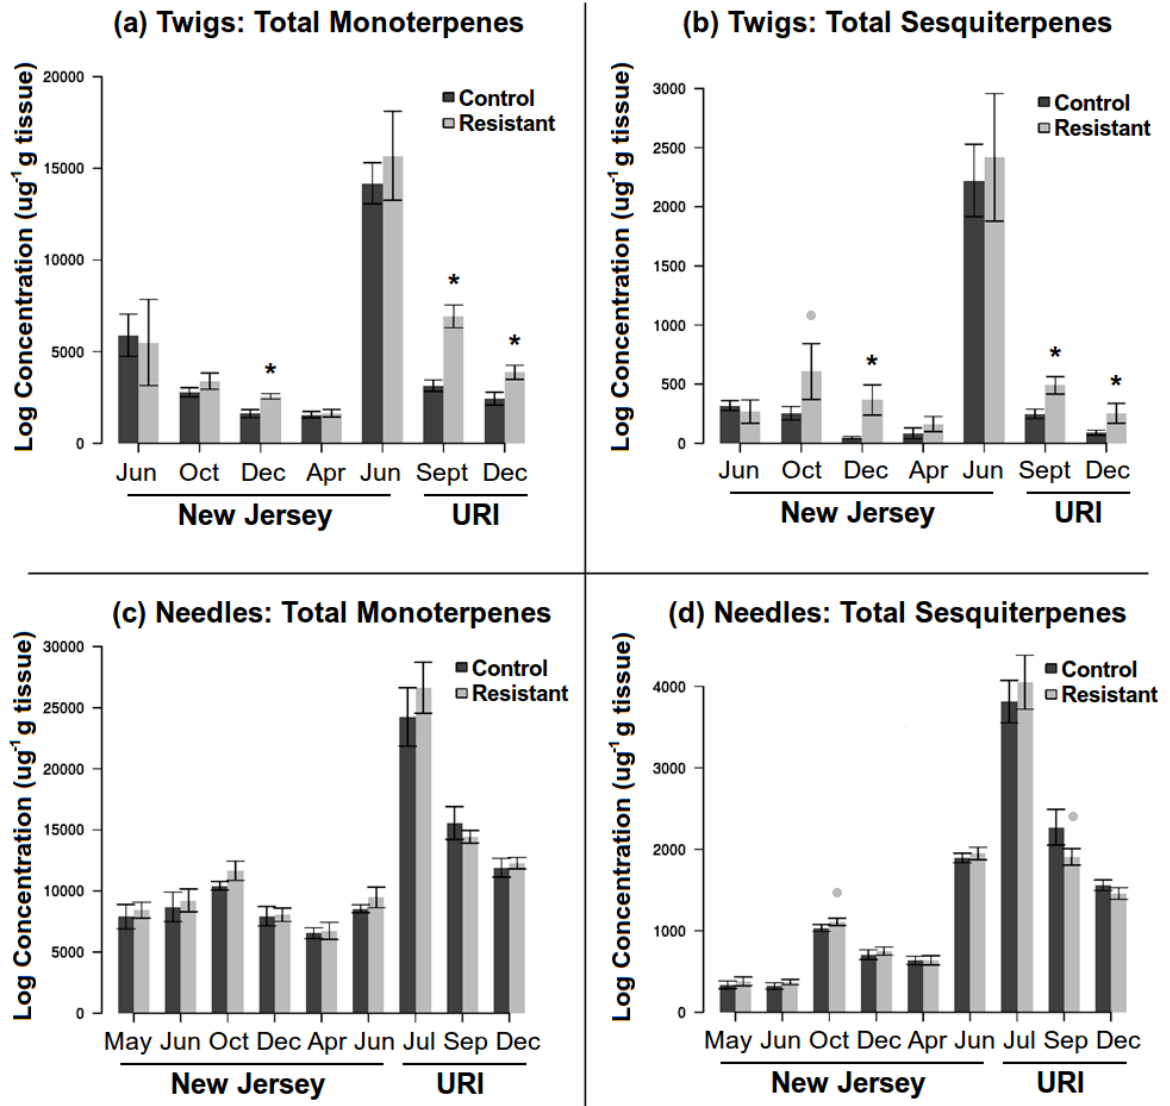 (a) Twigs: Total Monoterpenes
Log Concentration (ug⁻¹ g tissue)
20000
15000
10000
5000
0
Control
Resistant
*
*
*
Jun Oct Dec Apr Jun Sept Dec
New Jersey URI
(b) Twigs: Total Sesquiterpenes
Log Concentration (ug⁻¹ g tissue)
3000
2500
2000
1500
1000
500
0
Control
Resistant
*
*
*
Jun Oct Dec Apr Jun Sept Dec
New Jersey URI
(c) Needles: Total Monoterpenes
Log Concentration (ug⁻¹ g tissue)
30000
25000
20000
15000
10000
5000
0
Control
Resistant
May Jun Oct Dec Apr Jun Jul Sep Dec
New Jersey URI
(d) Needles: Total Sesquiterpenes
Log Concentration (ug⁻¹ g tissue)
4000
3000
2000
1000
0
Control
Resistant
May Jun Oct Dec Apr Jun Jul Sep Dec
New Jersey URI